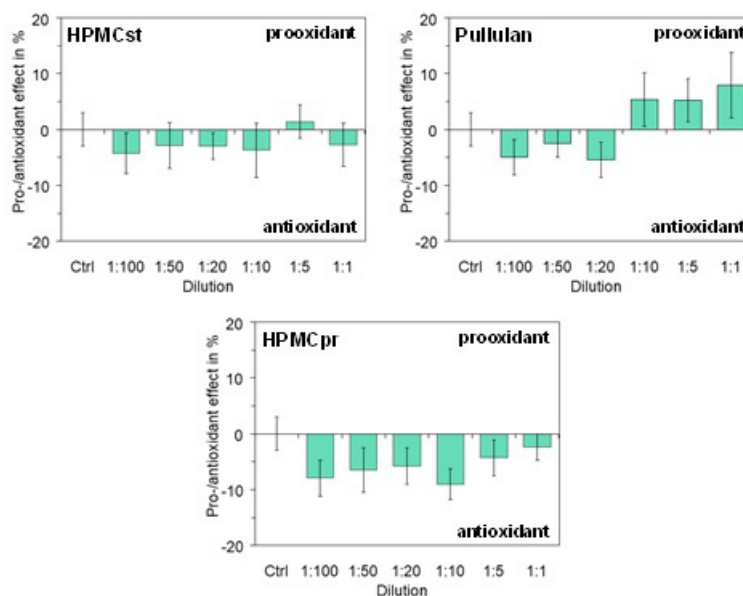 HPMCst prooxidant
Pro-/antioxidant effect in %
20
10
0
-10
-20
antioxidant
Ctrl 1:100 1:50 1:20 1:10 1:5 1:1
Dilution
Pullulan prooxidant
Pro-/antioxidant effect in %
20
10
0
-10
-20
antioxidant
Ctrl 1:100 1:50 1:20 1:10 1:5 1:1
Dilution
HPMCpr prooxidant
Pro-/antioxidant effect in %
20
10
0
-10
-20
antioxidant
Ctrl 1:100 1:50 1:20 1:10 1:5 1:1
Dilution